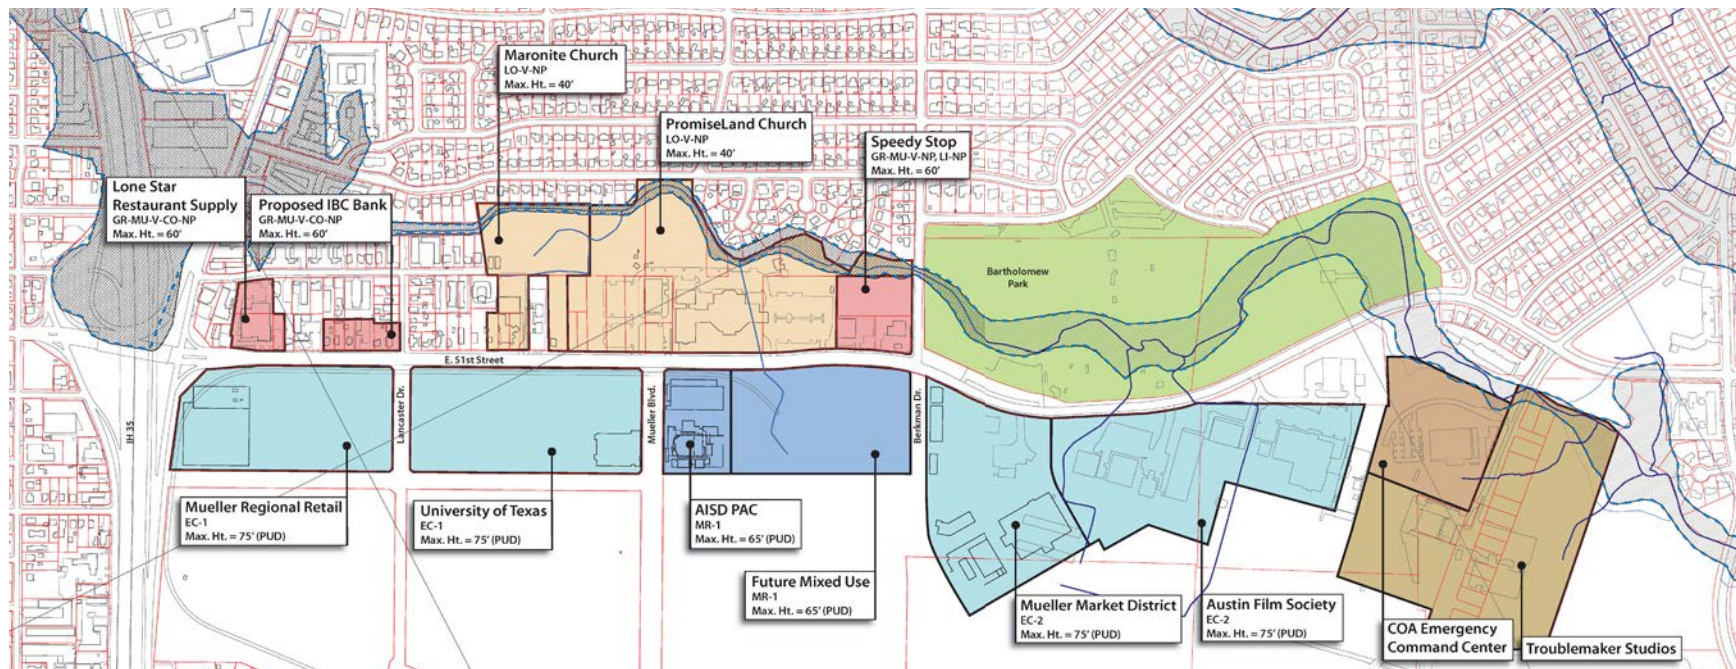 Maronite Church
LO-V-NP
Max. Ht. = 40'
PromiseLand Church
LO-V-NP
Max. Ht. = 40'
Speedy Stop
GR-MU-V-NP, LI-NP
Max. Ht. = 60'
Lone Star
Restaurant Supply
GR-MU-V-CO-NP
Max. Ht. = 60'
Proposed IBC Bank
GR-MU-V-CO-NP
Max. Ht. = 60'
Bartholomew
Park
E. 51st Street
IH 35
Lancaster Dr.
Mueller Blvd.
Berkman Dr.
Mueller Regional Retail
EC-1
Max. Ht. = 75' (PUD)
University of Texas
EC-1
Max. Ht. = 75' (PUD)
AISD PAC
MR-1
Max. Ht. = 65' (PUD)
Future Mixed Use
MR-1
Max. Ht. = 65' (PUD)
Mueller Market District
EC-2
Max. Ht. = 75' (PUD)
Austin Film Society
EC-2
Max. Ht. = 75' (PUD)
COA Emergency
Command Center
Troublemaker Studios